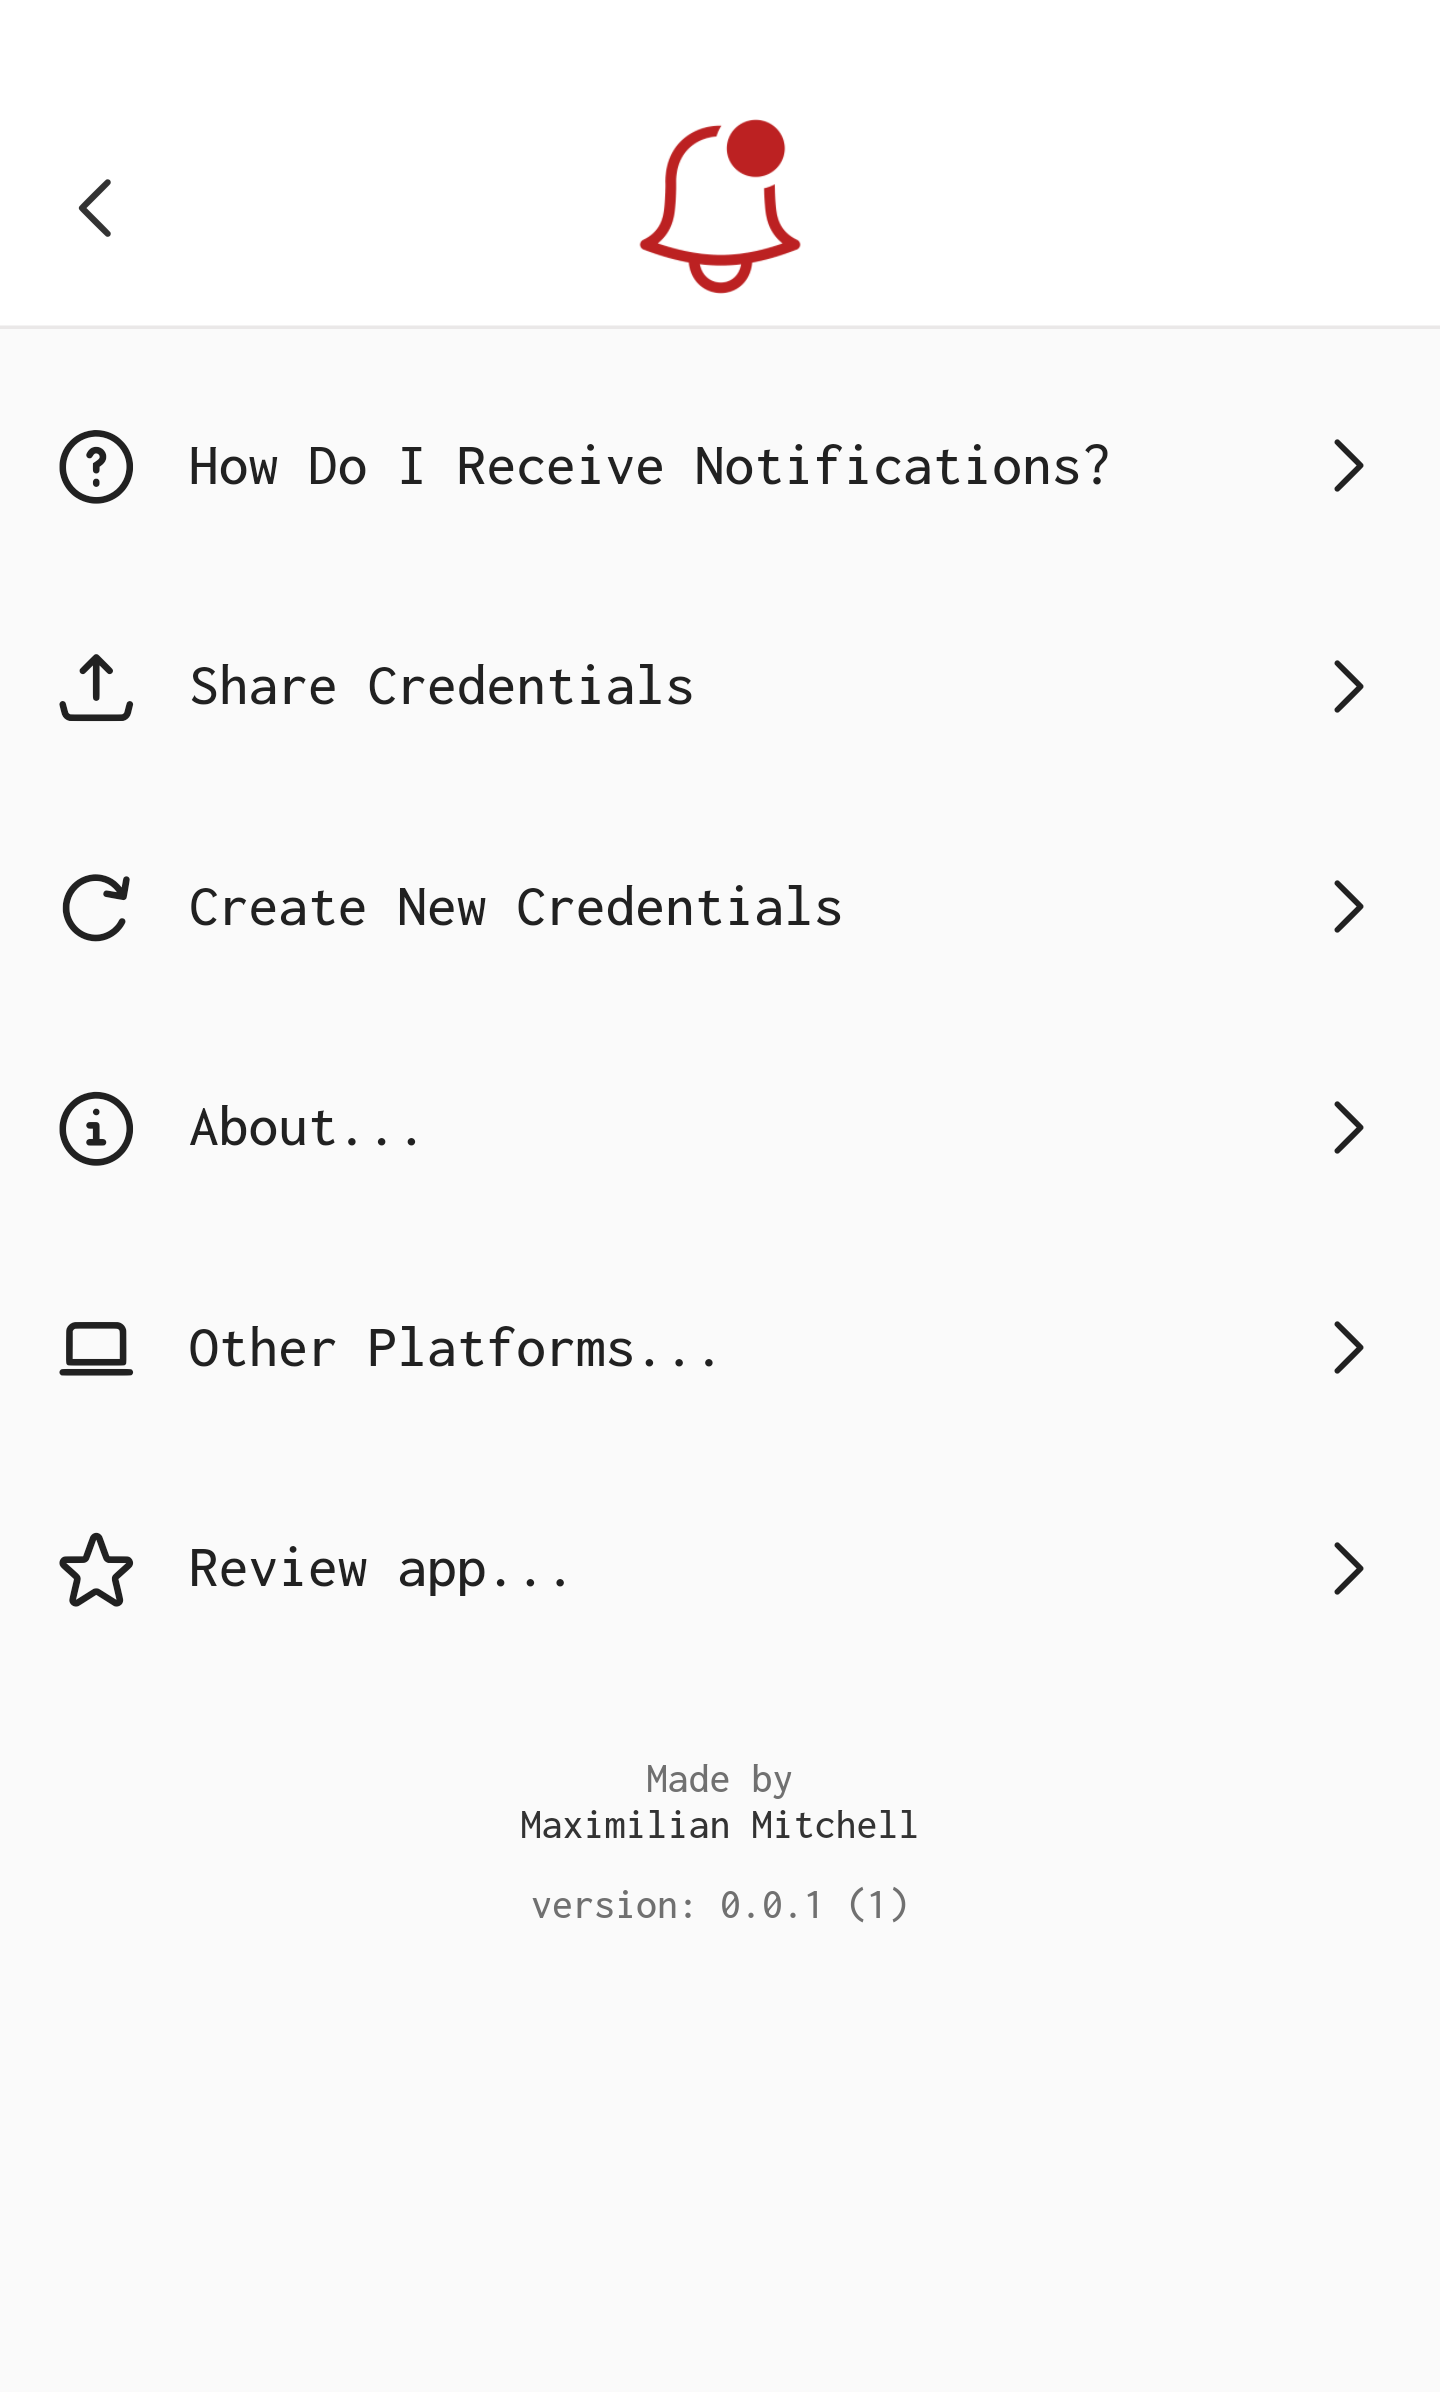 How Do I Receive Notifications?
Share Credentials
Create New Credentials
About...
Other Platforms...
Review app...
Made by
Maximilian Mitchell
version: 0.0.1 (1)